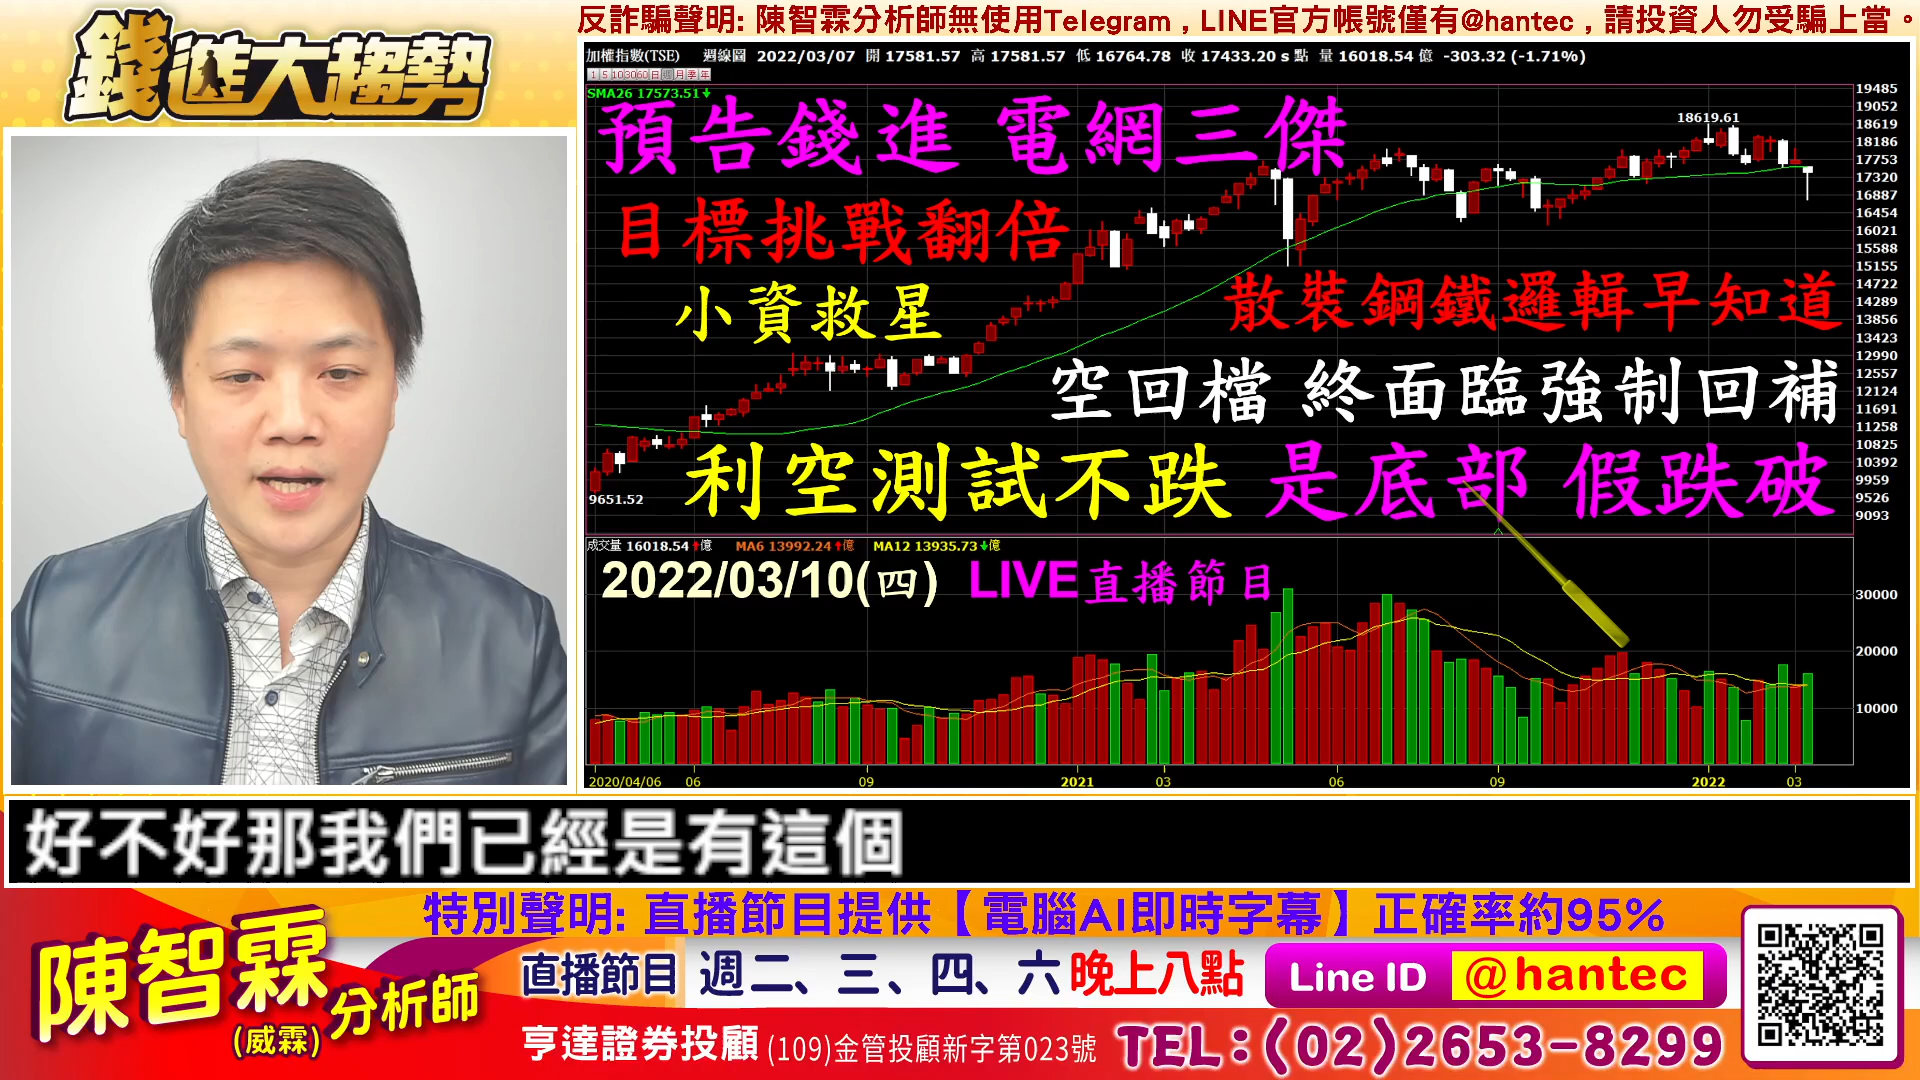 反詐騙聲明: 陳智霖分析師無使用Telegram , LINE官方帳號僅有@hantec , 請投資人勿受騙上當。
錢進大趨勢
加權指數(TSE) 週線圖 2022/03/07 開 17581.57 高 17581.57 低 16764.78 收 17433.20 s 點 量 16018.54 億 -303.32 (-1.71%)
1 5 10 30 60 日 週 月 季 年
SMA26 17573.51↓
預告錢進 電網三傑
目標挑戰翻倍
小資救星
散裝鋼鐵邏輯早知道
空回檔 終面臨強制回補
利空測試不跌 是底部 假跌破
18619.61
9651.52
19485
19052
18619
18186
17753
17320
16887
16454
16021
15588
15155
14722
14289
13856
13423
12990
12557
12124
11691
11258
10825
10392
9959
9526
9093
成交量 16018.54↑億 MA6 13992.24↑億 MA12 13935.73↓億
2022/03/10(四) LIVE直播節目
30000
20000
10000
2020/04/06 06 09 2021 03 06 09 2022 03
好不好那我們已經是有這個
特別聲明: 直播節目提供【電腦AI即時字幕】正確率約95%
陳智霖
(威霖)
分析師
直播節目 週二、三、四、六 晚上八點
Line ID @hantec
亨達證券投顧 (109)金管投顧新字第023號 TEL:(02)2653-8299